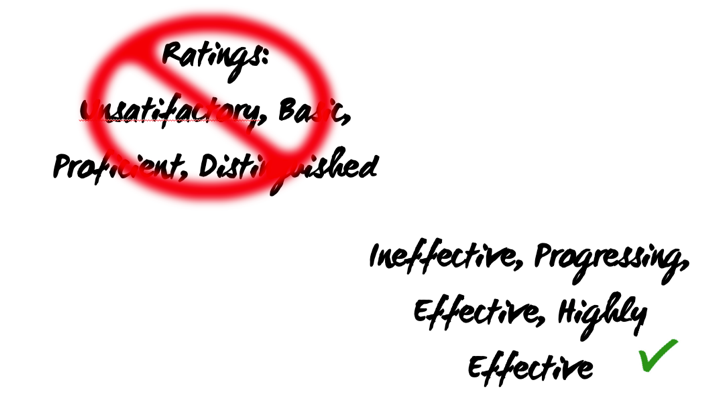 Ratings:
Unsatifactory, Basic,
Proficient, Distinguished
Ineffective, Progressing,
Effective, Highly
Effective